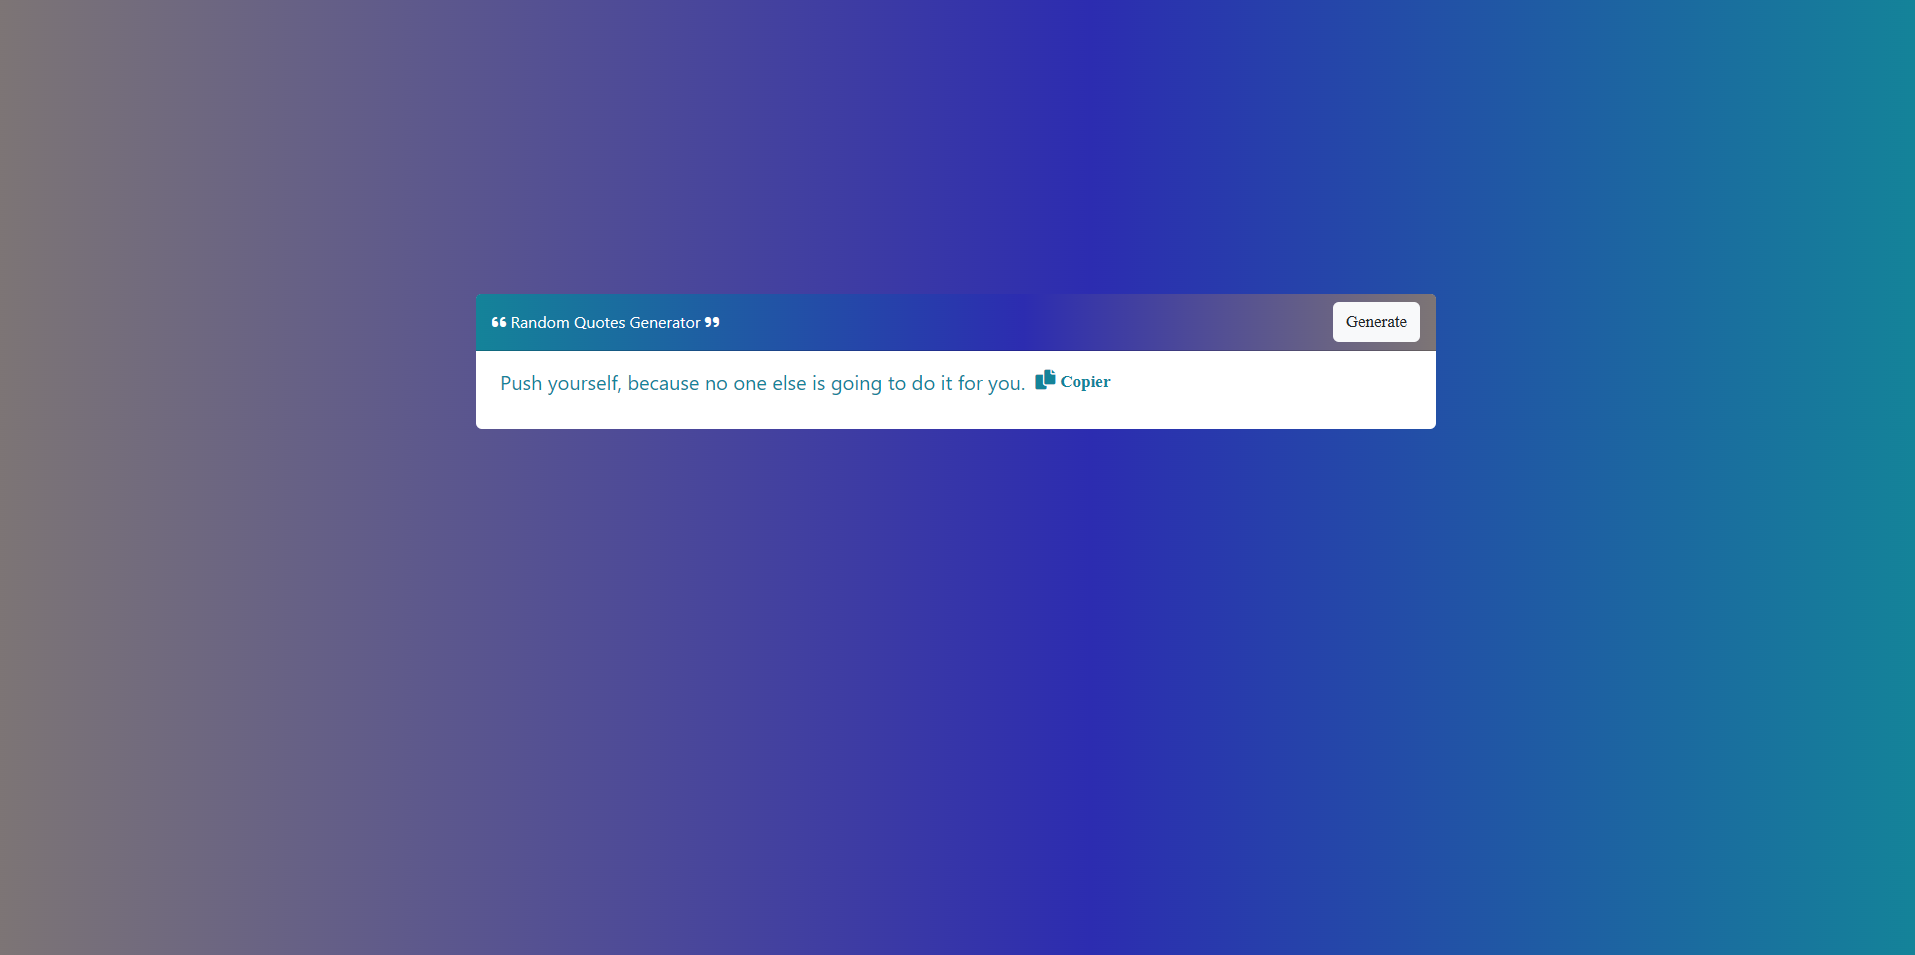 ❝ Random Quotes Generator ❞ Generate
Push yourself, because no one else is going to do it for you. Copier